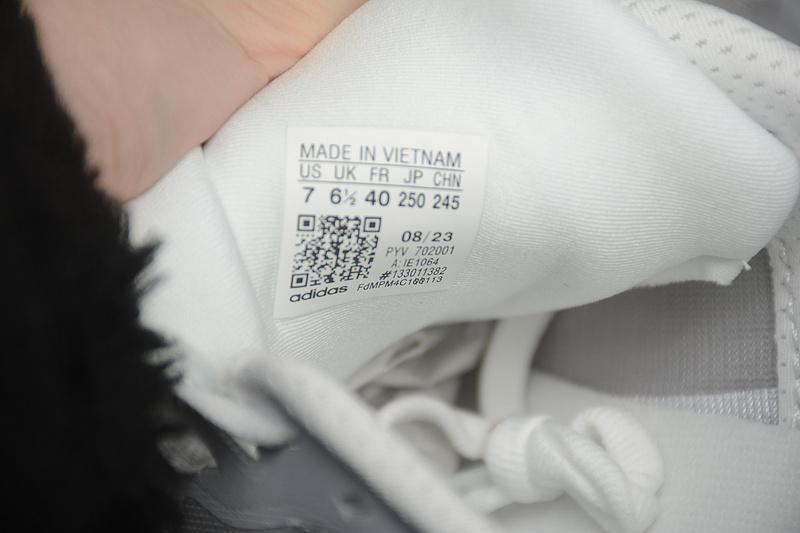 MADE IN VIETNAM
US UK FR JP CHN
7 6½ 40 250 245
08/23
PYV 702001
A: IE1064
#133011382
adidas FdMPM4C100113